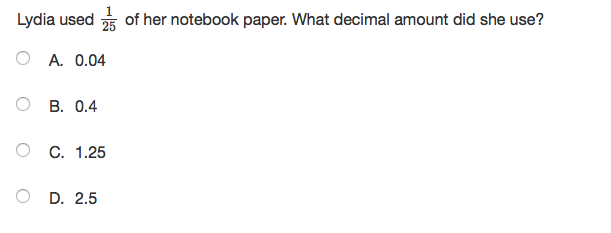 Lydia used 1/25 of her notebook paper. What decimal amount did she use?
A. 0.04
B. 0.4
C. 1.25
D. 2.5